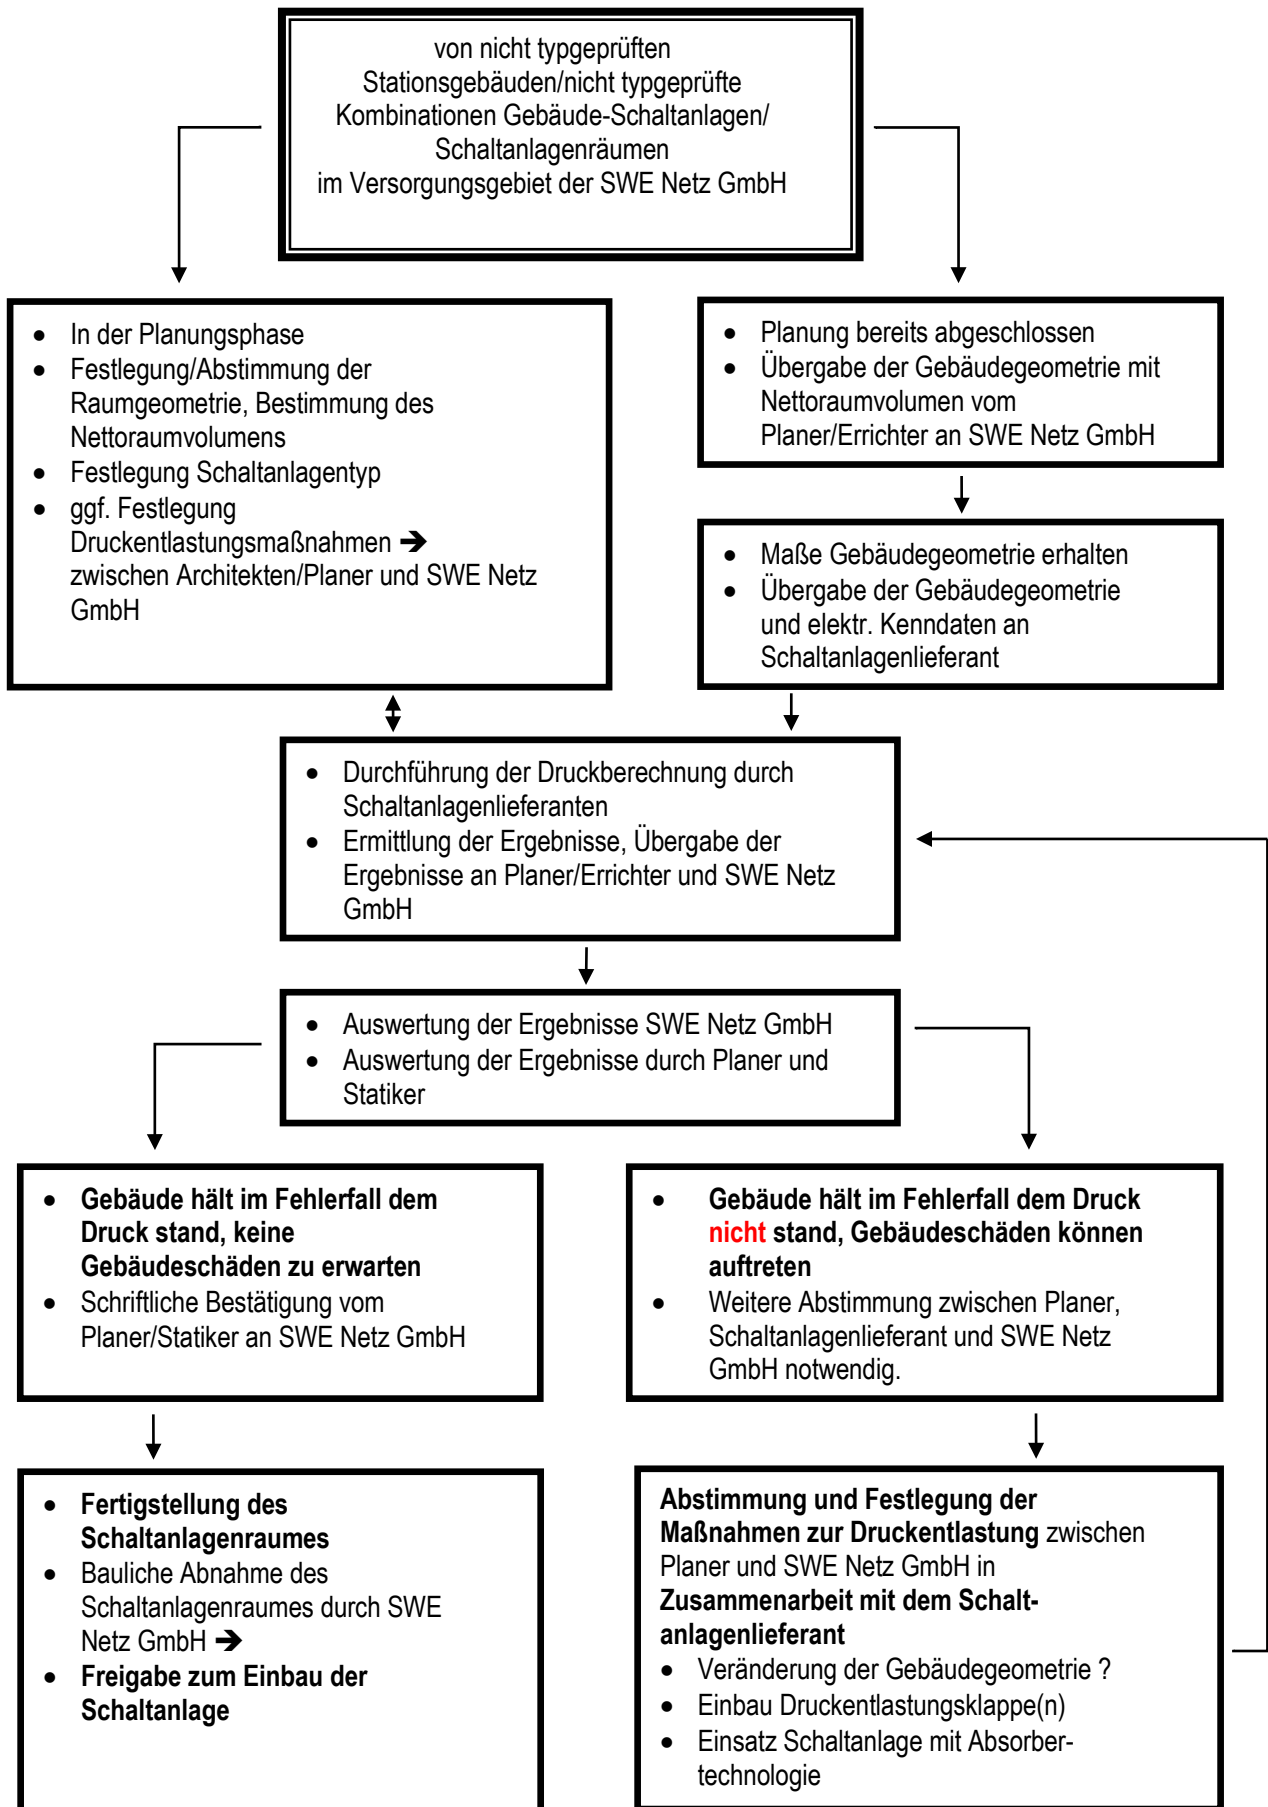 von nicht typgeprüften
Stationsgebäuden/nicht typgeprüfte
Kombinationen Gebäude-Schaltanlagen/
Schaltanlagenräumen
im Versorgungsgebiet der SWE Netz GmbH
• In der Planungsphase
• Festlegung/Abstimmung der
Raumgeometrie, Bestimmung des
Nettoraumvolumens
• Festlegung Schaltanlagentyp
• ggf. Festlegung
Druckentlastungsmaßnahmen ➔
zwischen Architekten/Planer und SWE Netz
GmbH
• Planung bereits abgeschlossen
• Übergabe der Gebäudegeometrie mit
Nettoraumvolumen vom
Planer/Errichter an SWE Netz GmbH
• Maße Gebäudegeometrie erhalten
• Übergabe der Gebäudegeometrie
und elektr. Kenndaten an
Schaltanlagenlieferant
• Durchführung der Druckberechnung durch
Schaltanlagenlieferanten
• Ermittlung der Ergebnisse, Übergabe der
Ergebnisse an Planer/Errichter und SWE Netz
GmbH
• Auswertung der Ergebnisse SWE Netz GmbH
• Auswertung der Ergebnisse durch Planer und
Statiker
• Gebäude hält im Fehlerfall dem
Druck stand, keine
Gebäudeschäden zu erwarten
• Schriftliche Bestätigung vom
Planer/Statiker an SWE Netz GmbH
• Gebäude hält im Fehlerfall dem Druck
nicht stand, Gebäudeschäden können
auftreten
• Weitere Abstimmung zwischen Planer,
Schaltanlagenlieferant und SWE Netz
GmbH notwendig.
• Fertigstellung des
Schaltanlagenraumes
• Bauliche Abnahme des
Schaltanlagenraumes durch SWE
Netz GmbH ➔
• Freigabe zum Einbau der
Schaltanlage
Abstimmung und Festlegung der
Maßnahmen zur Druckentlastung zwischen
Planer und SWE Netz GmbH in
Zusammenarbeit mit dem Schalt-
anlagenlieferant
• Veränderung der Gebäudegeometrie ?
• Einbau Druckentlastungsklappe(n)
• Einsatz Schaltanlage mit Absorber-
technologie